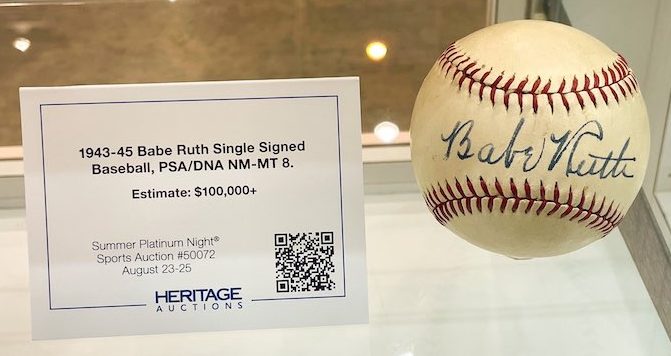 1943-45 Babe Ruth Single Signed
Baseball, PSA/DNA NM-MT 8.
Estimate: $100,000+
Summer Platinum Night®
Sports Auction #50072
August 23-25
HERITAGE
AUCTIONS
Babe Ruth